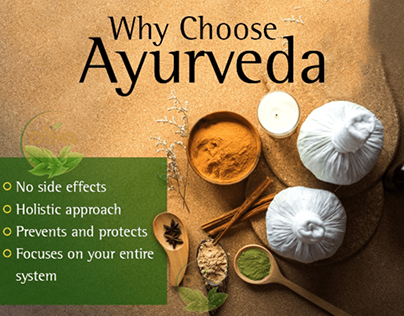 Why Choose
Ayurveda
No side effects
Holistic approach
Prevents and protects
Focuses on your entire
system